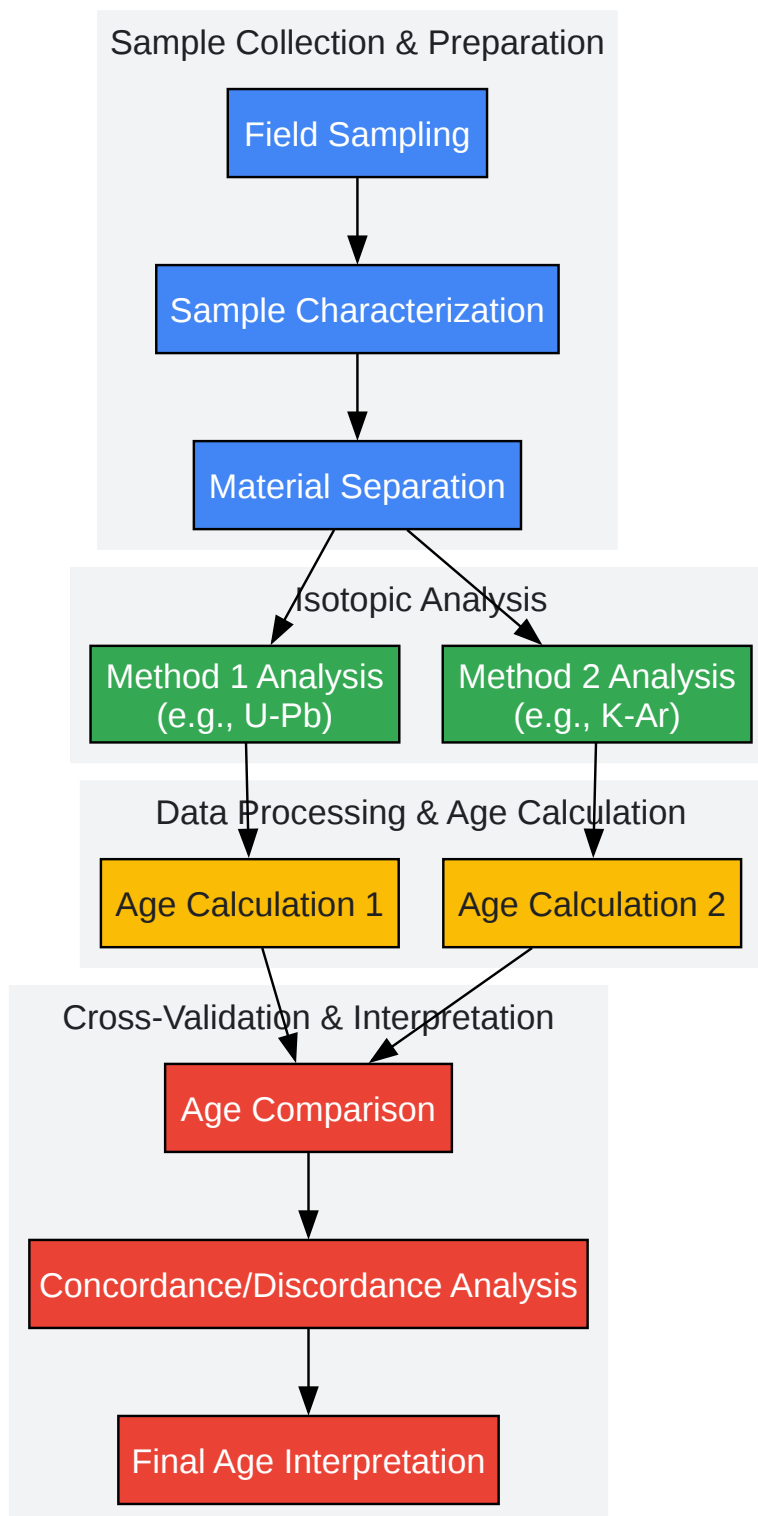 Sample Collection & Preparation
Field Sampling
Sample Characterization
Material Separation
Isotopic Analysis
Method 1 Analysis
(e.g., U-Pb)
Method 2 Analysis
(e.g., K-Ar)
Data Processing & Age Calculation
Age Calculation 1
Age Calculation 2
Cross-Validation & Interpretation
Age Comparison
Concordance/Discordance Analysis
Final Age Interpretation